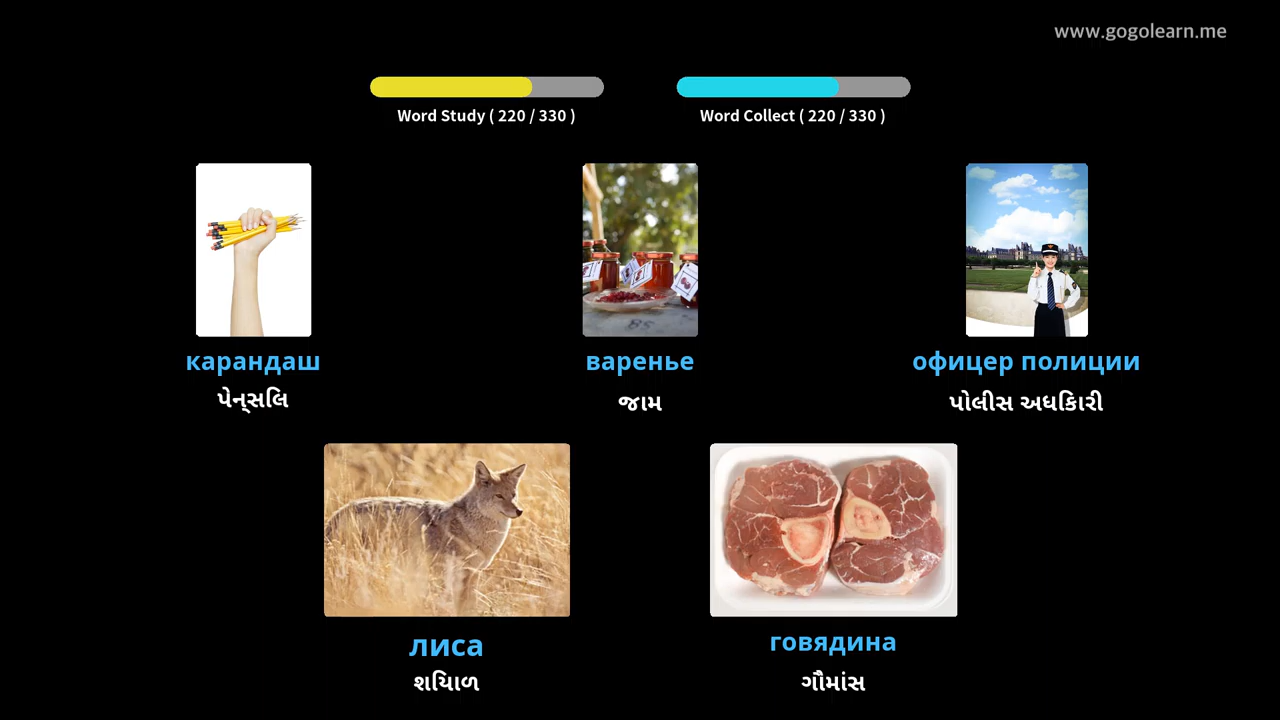 www.gogolearn.me
Word Study ( 220 / 330 )
Word Collect ( 220 / 330 )
карандаш
варенье
офицер полиции
પેન્સિલ
જામ
પોલીસ અધિકારી
лиса
говядина
શિયાળ
ગૌમાંસ